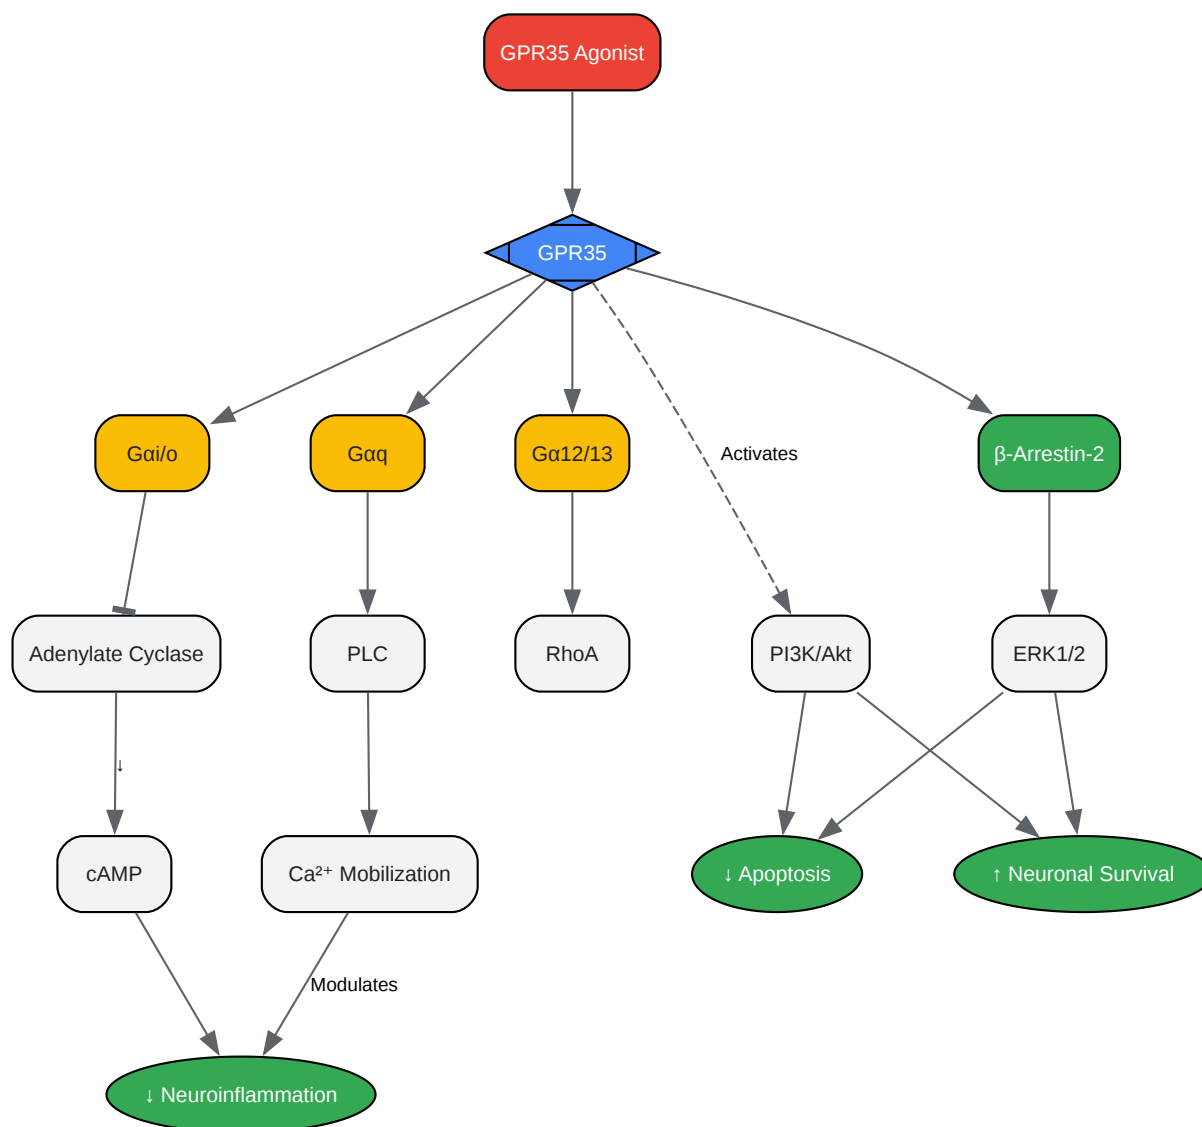 GPR35 Agonist
GPR35
Gαi/o
Gαq
Gα12/13
Activates
β-Arrestin-2
Adenylate Cyclase
PLC
RhoA
PI3K/Akt
ERK1/2
↓
cAMP
Ca²⁺ Mobilization
↓ Apoptosis
↑ Neuronal Survival
Modulates
↓ Neuroinflammation